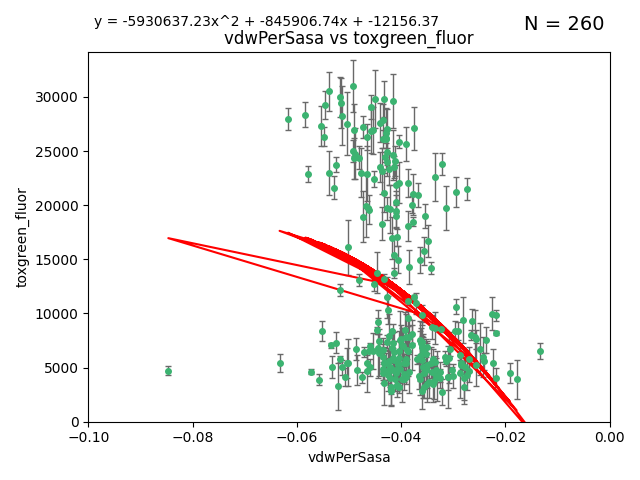 y = -5930637.23x^2 + -845906.74x + -12156.37
N = 260
vdwPerSasa vs toxgreen_fluor
toxgreen_fluor
30000
25000
20000
15000
10000
5000
0
−0.10
−0.08
−0.06
−0.04
−0.02
0.00
vdwPerSasa